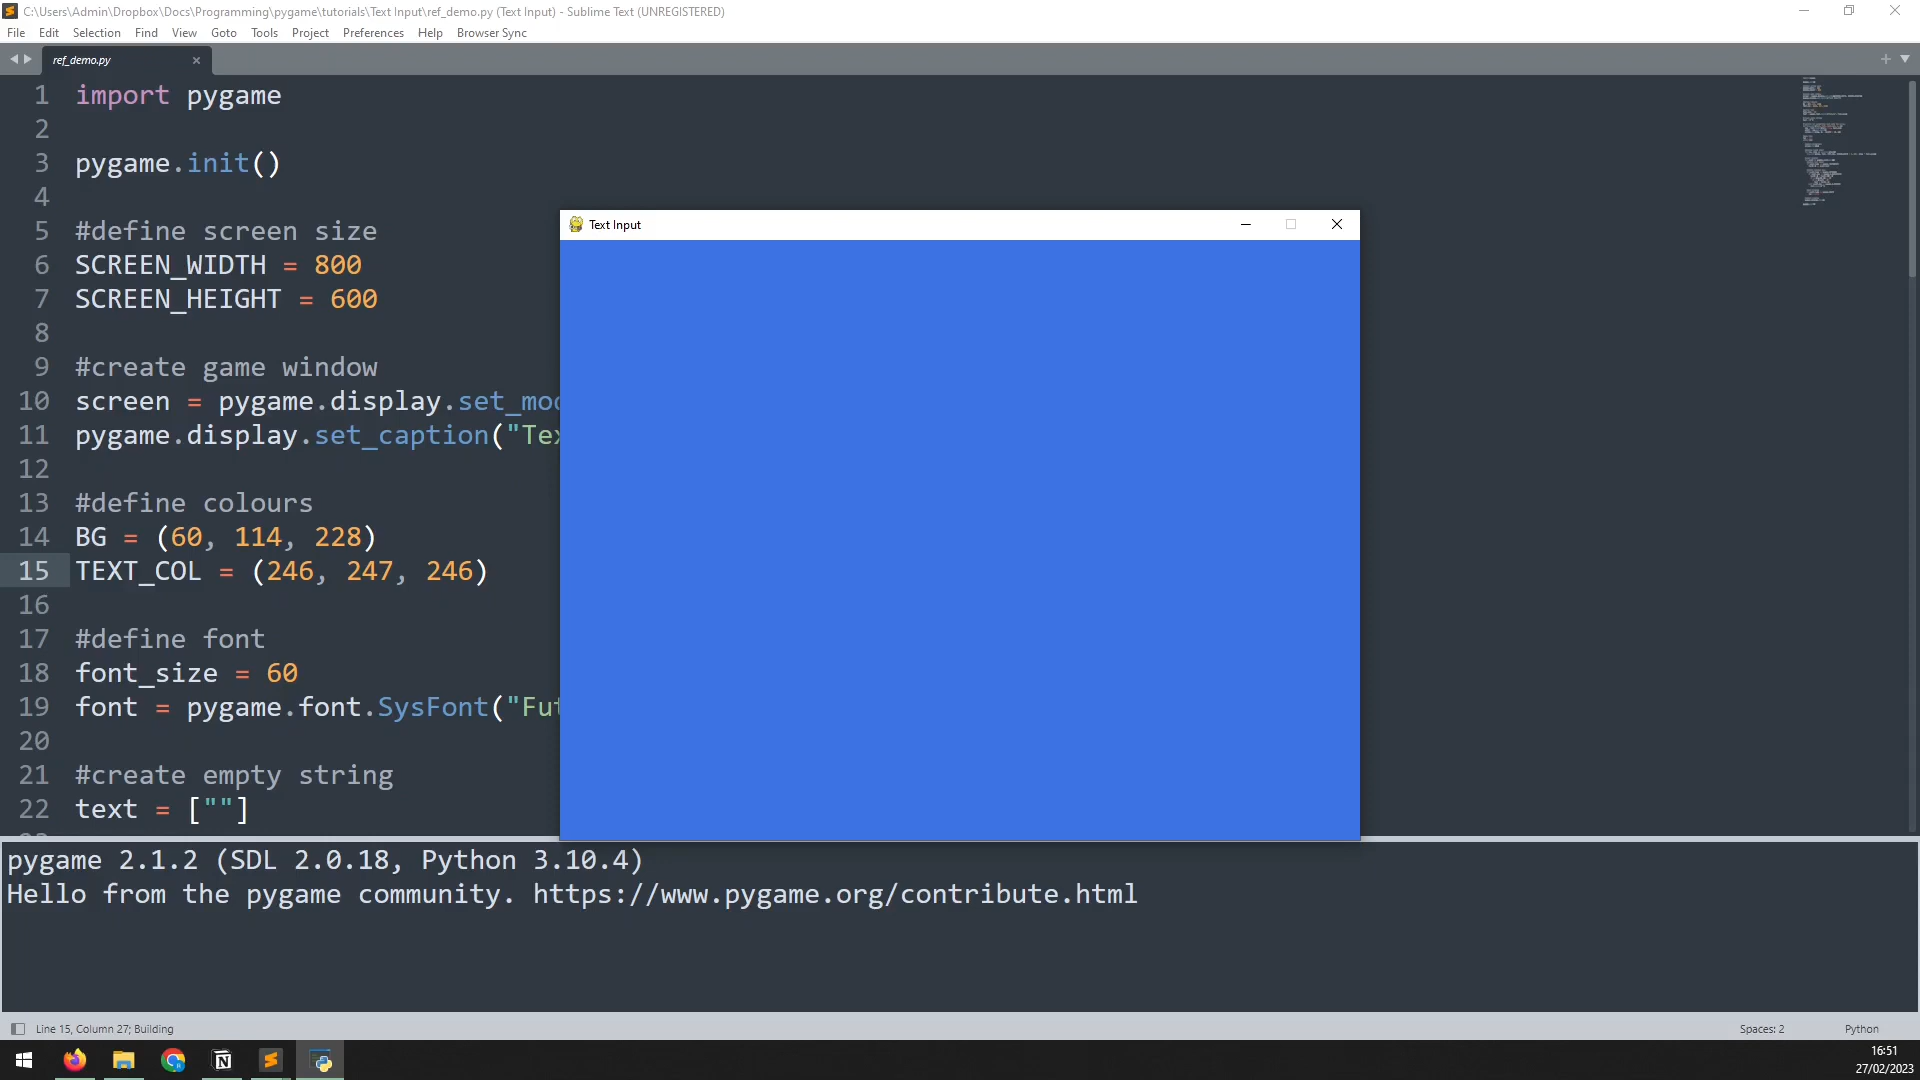 C:\Users\Admin\Dropbox\Docs\Programming\pygame\tutorials\Text Input\ref_demo.py (Text Input) - Sublime Text (UNREGISTERED)
File Edit Selection Find View Goto Tools Project Preferences Help Browser Sync
ref_demo.py
1 import pygame
2
3 pygame.init()
4
5 #define screen size
6 SCREEN_WIDTH = 800
7 SCREEN_HEIGHT = 600
8
9 #create game window
10 screen = pygame.display.set_mod
11 pygame.display.set_caption("Tex
12
13 #define colours
14 BG = (60, 114, 228)
15 TEXT_COL = (246, 247, 246)
16
17 #define font
18 font_size = 60
19 font = pygame.font.SysFont("Fut
20
21 #create empty string
22 text = [""]
Text Input
pygame 2.1.2 (SDL 2.0.18, Python 3.10.4)
Hello from the pygame community. https://www.pygame.org/contribute.html
Line 15, Column 27; Building
Spaces: 2
Python
16:51
27/02/2023